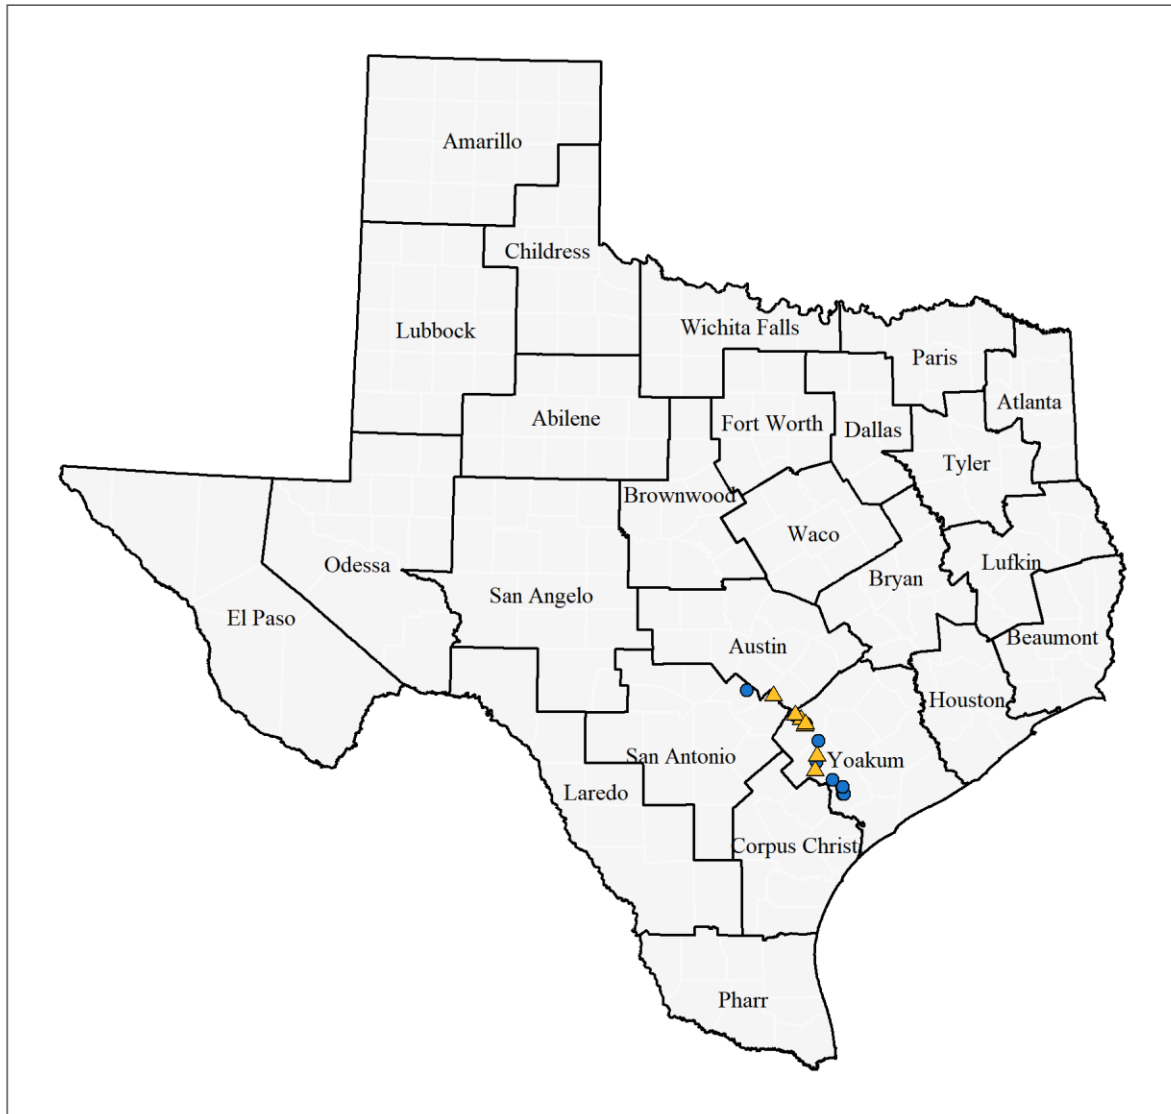 Amarillo
Childress
Lubbock
Wichita Falls
Paris
Atlanta
Abilene
Fort Worth
Dallas
Tyler
Brownwood
Waco
Odessa
San Angelo
Bryan
Lufkin
El Paso
Austin
Beaumont
Houston
San Antonio
Yoakum
Laredo
Corpus Christ
Pharr